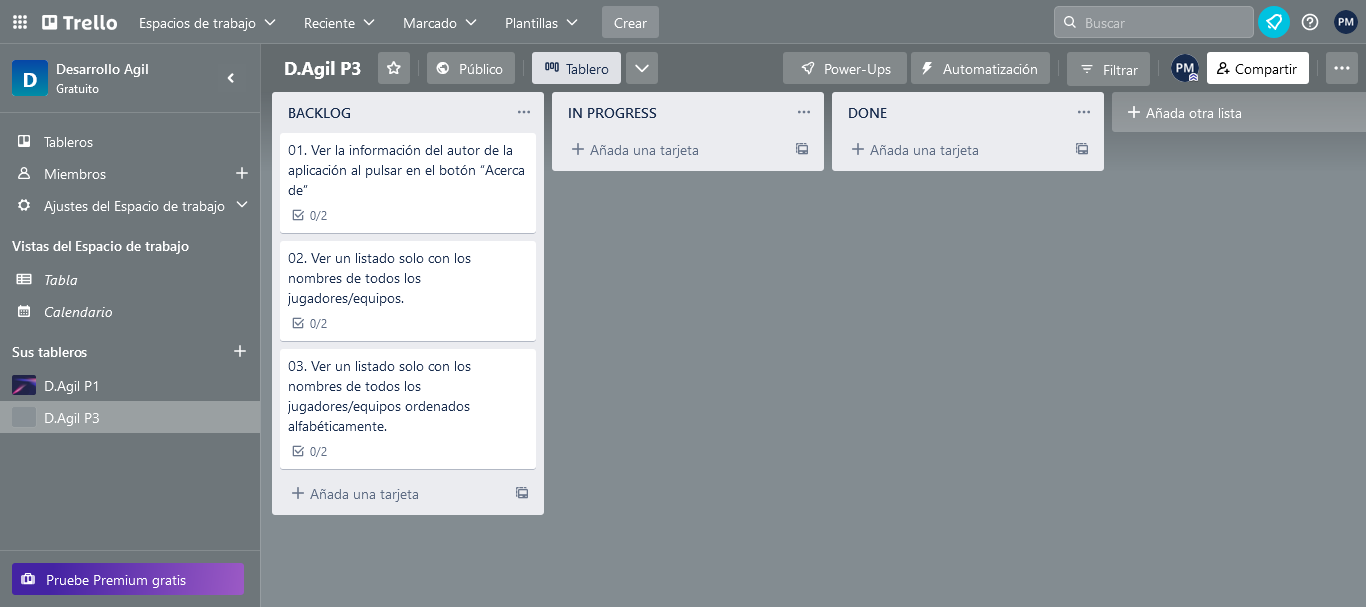 Trello
Espacios de trabajo
Reciente
Marcado
Plantillas
Crear
Buscar
PM
D
Desarrollo Agil
Gratuito
Tableros
Miembros
Ajustes del Espacio de trabajo
Vistas del Espacio de trabajo
Tabla
Calendario
Sus tableros
D.Agil P1
D.Agil P3
Pruebe Premium gratis
D.Agil P3
Público
Tablero
Power-Ups
Automatización
Filtrar
PM
Compartir
BACKLOG
01. Ver la información del autor de la
aplicación al pulsar en el botón “Acerca
de”
0/2
02. Ver un listado solo con los
nombres de todos los
jugadores/equipos.
0/2
03. Ver un listado solo con los
nombres de todos los
jugadores/equipos ordenados
alfabéticamente.
0/2
Añada una tarjeta
IN PROGRESS
Añada una tarjeta
DONE
Añada una tarjeta
Añada otra lista